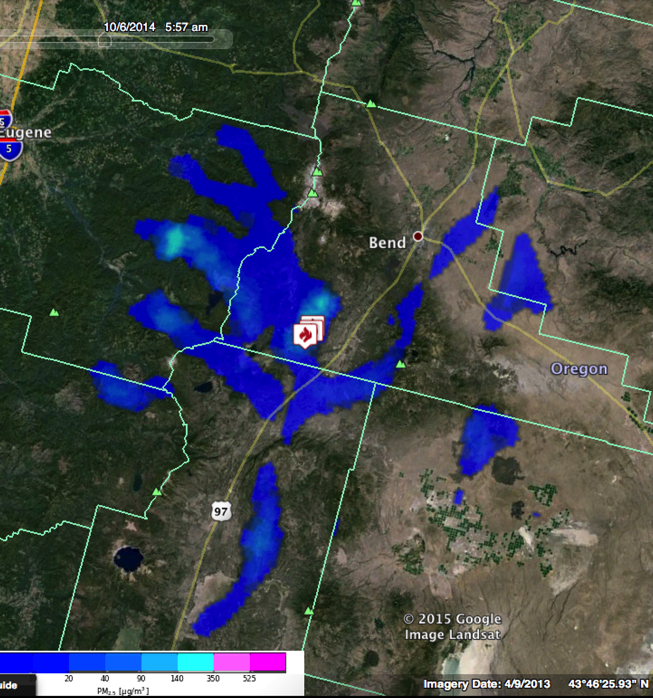 10/6/2014 5:57 am
Eugene
5
Bend
Oregon
97
© 2015 Google
Image Landsat
20 40 90 140 350 525
PM2.5 [µg/m³]
uide
Imagery Date: 4/9/2013 43°46'25.93" N